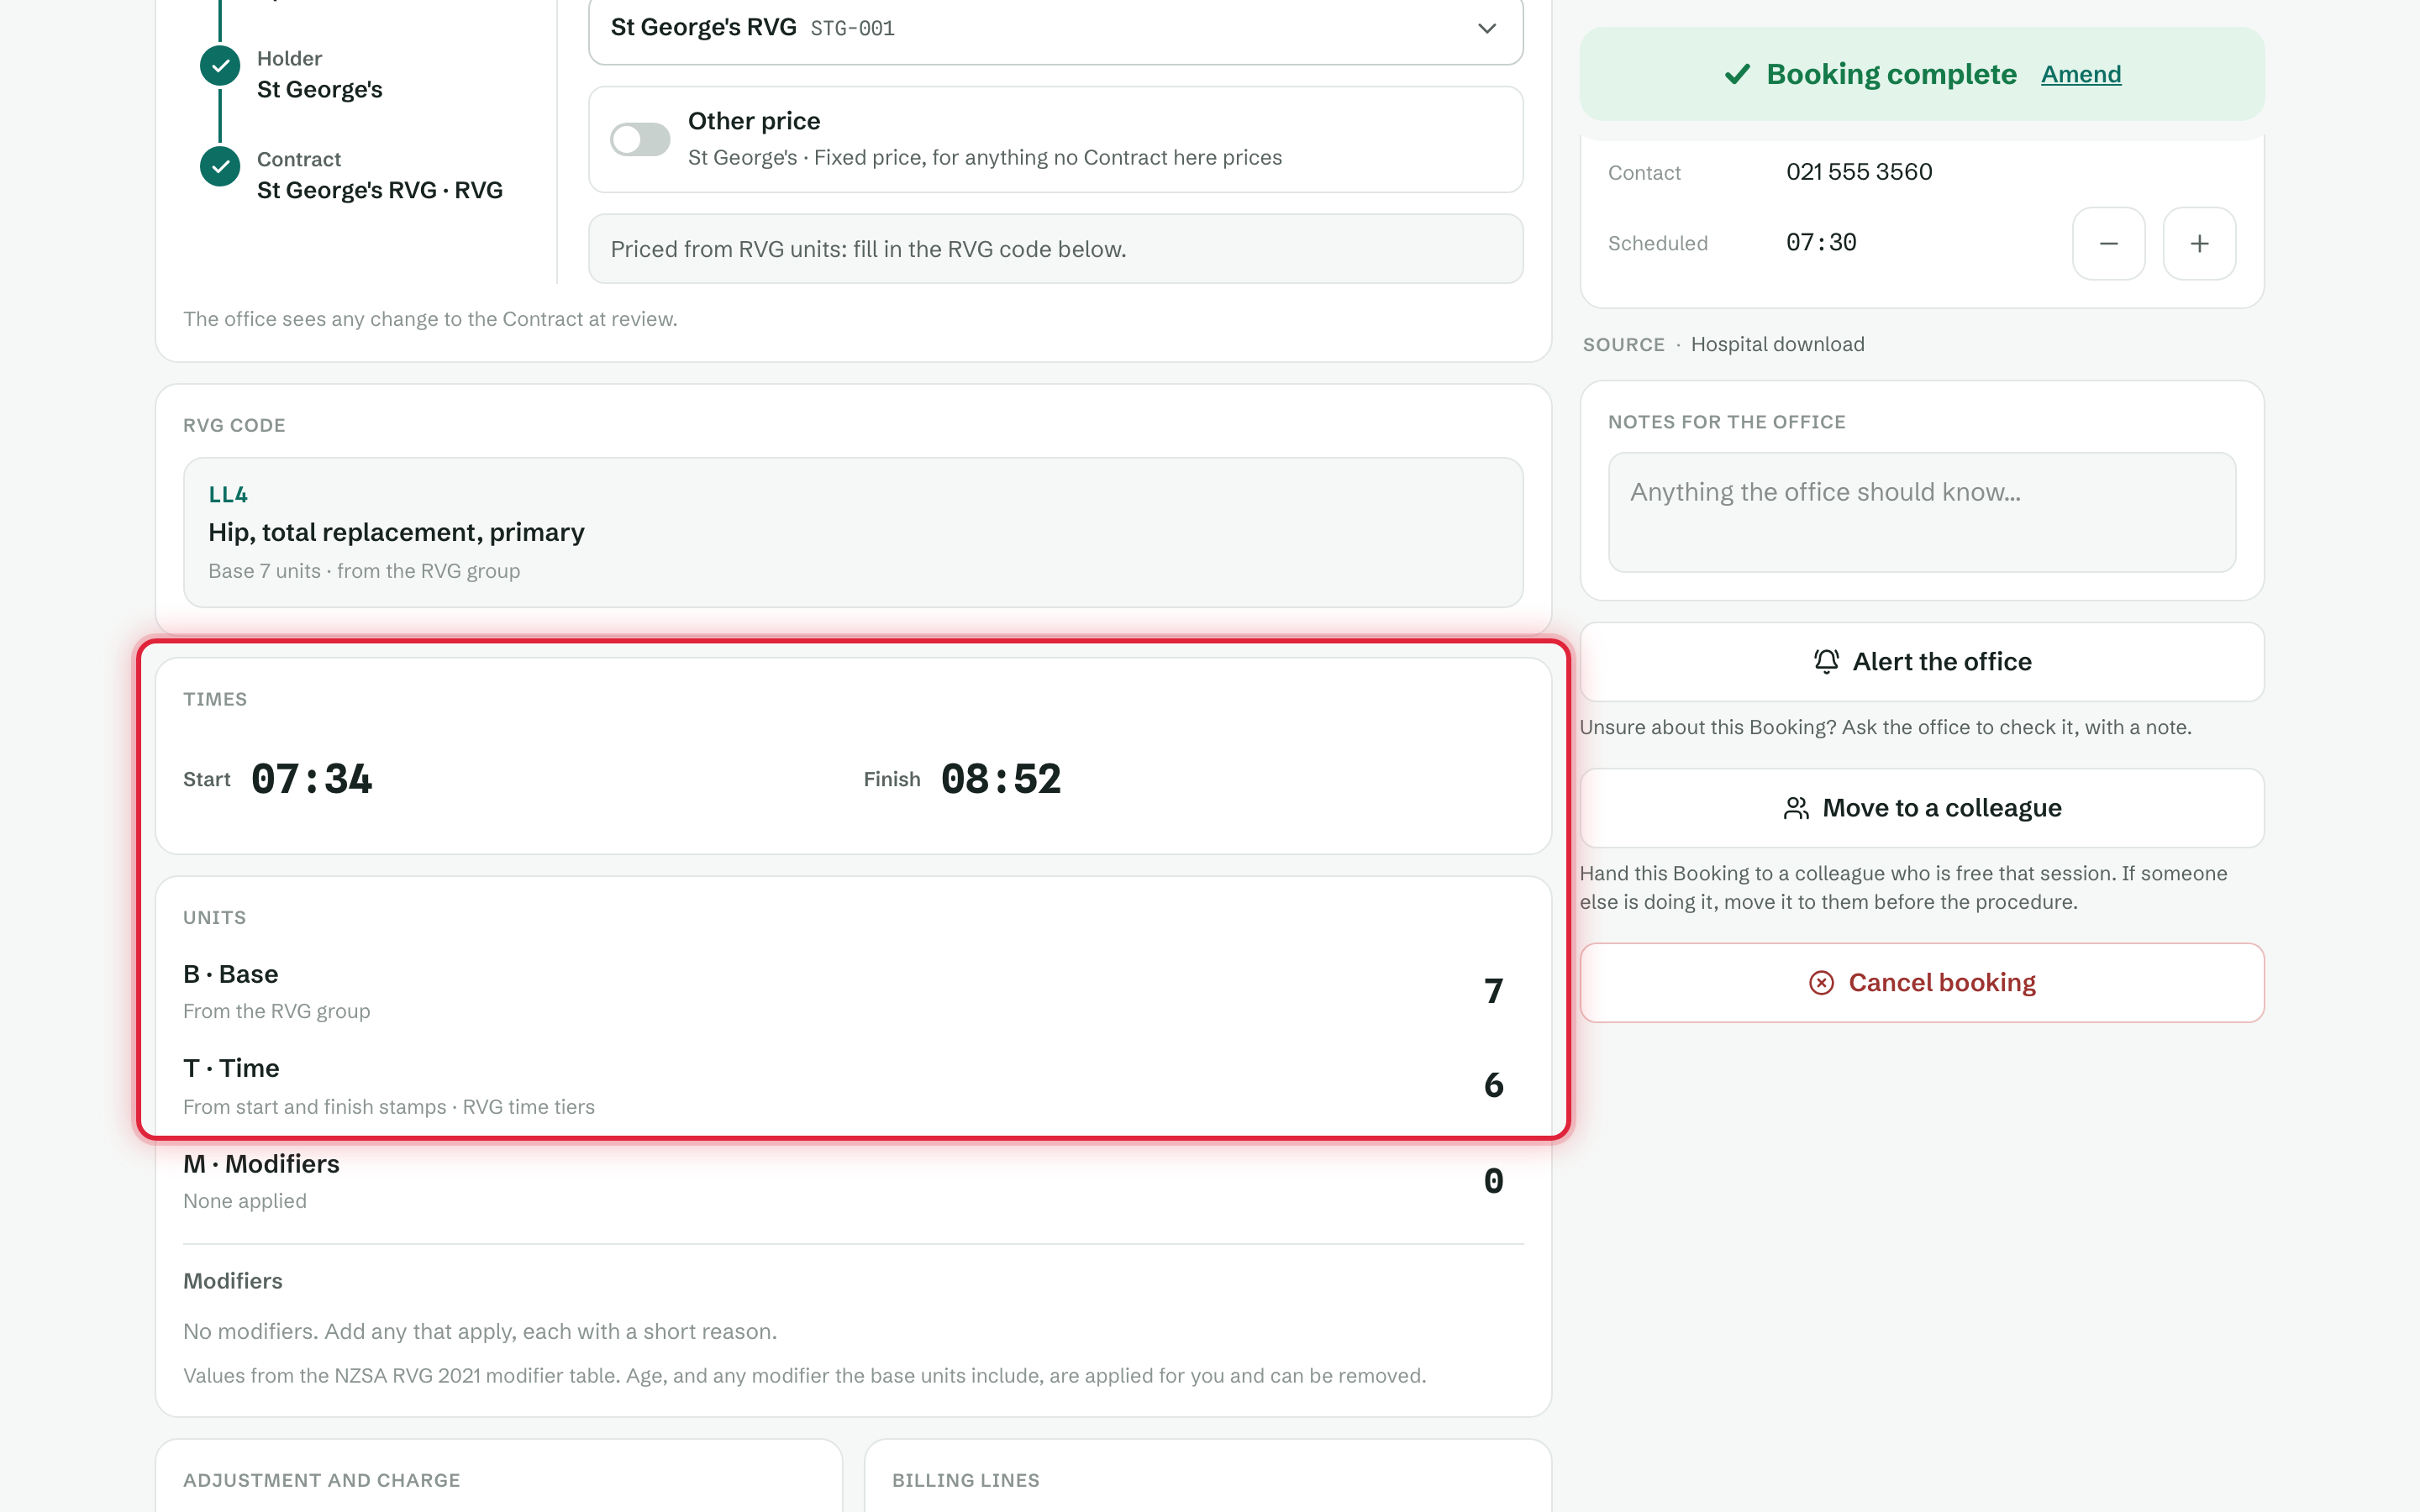 Holder
St George's
Contract
St George's RVG · RVG
St George's RVG STG-001
Other price
St George's · Fixed price, for anything no Contract here prices
Priced from RVG units: fill in the RVG code below.
The office sees any change to the Contract at review.
RVG CODE
LL4
Hip, total replacement, primary
Base 7 units · from the RVG group
TIMES
Start 07:34
Finish 08:52
UNITS
B · Base
From the RVG group
7
T · Time
From start and finish stamps · RVG time tiers
6
M · Modifiers
None applied
0
Modifiers
No modifiers. Add any that apply, each with a short reason.
Values from the NZSA RVG 2021 modifier table. Age, and any modifier the base units include, are applied for you and can be removed.
ADJUSTMENT AND CHARGE
BILLING LINES
Booking complete Amend
Contact 021 555 3560
Scheduled 07:30
SOURCE · Hospital download
NOTES FOR THE OFFICE
Anything the office should know...
Alert the office
Unsure about this Booking? Ask the office to check it, with a note.
Move to a colleague
Hand this Booking to a colleague who is free that session. If someone
else is doing it, move it to them before the procedure.
Cancel booking